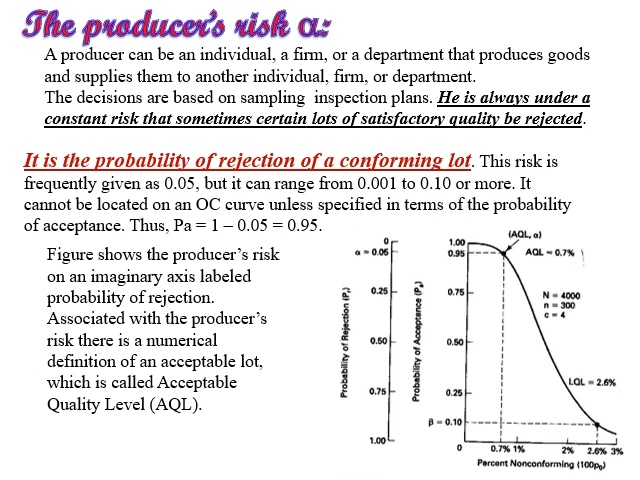 The producer's risk α:
A producer can be an individual, a firm, or a department that produces goods
and supplies them to another individual, firm, or department.
The decisions are based on sampling inspection plans. He is always under a
constant risk that sometimes certain lots of satisfactory quality be rejected.
It is the probability of rejection of a conforming lot. This risk is
frequently given as 0.05, but it can range from 0.001 to 0.10 or more. It
cannot be located on an OC curve unless specified in terms of the probability
of acceptance. Thus, Pa = 1 – 0.05 = 0.95.
Figure shows the producer's risk
on an imaginary axis labeled
probability of rejection.
Associated with the producer's
risk there is a numerical
definition of an acceptable lot,
which is called Acceptable
Quality Level (AQL).
Probability of Rejection (Pr)
0
α = 0.05
0.25
0.50
0.75
1.00
Probability of Acceptance (Pa)
1.00
0.95
0.75
0.50
0.25
β = 0.10
0
(AQL, α)
AQL = 0.7%
N = 4000
n = 300
c = 4
LQL = 2.6%
0.7% 1% 2% 2.6% 3%
Percent Nonconforming (100p₀)